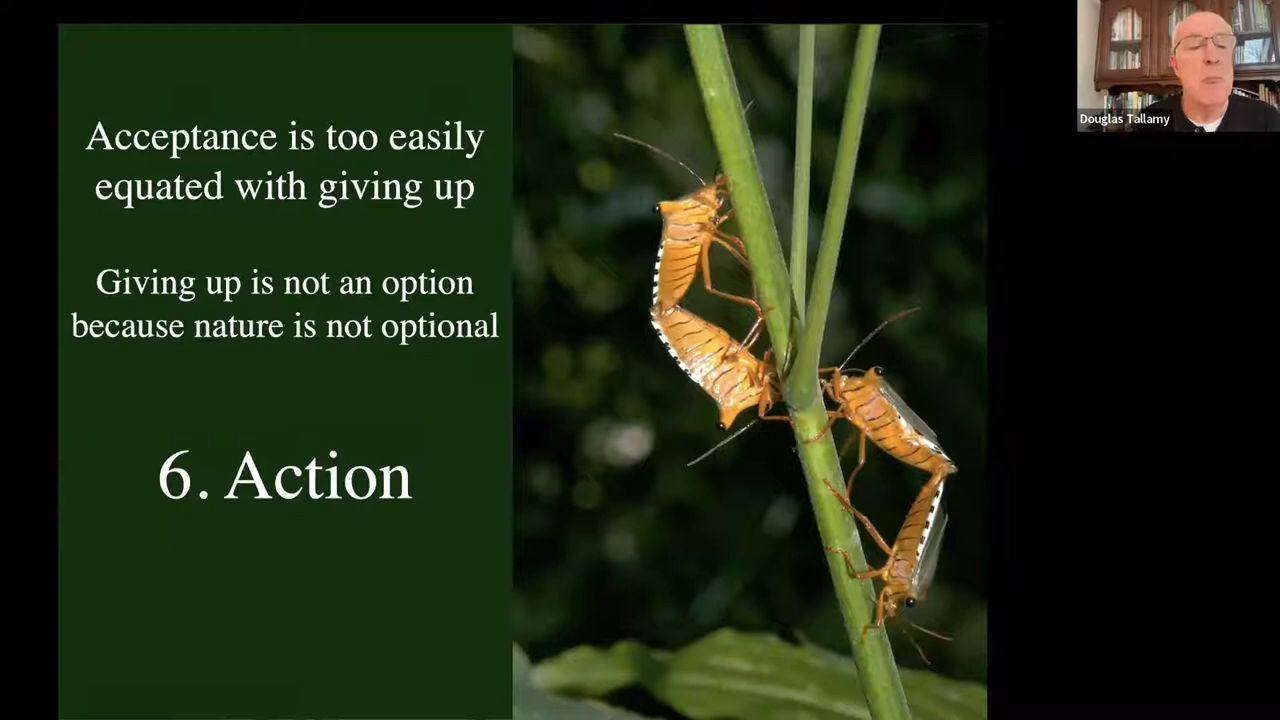 Acceptance is too easily
equated with giving up
Giving up is not an option
because nature is not optional
6. Action
Douglas Tallamy